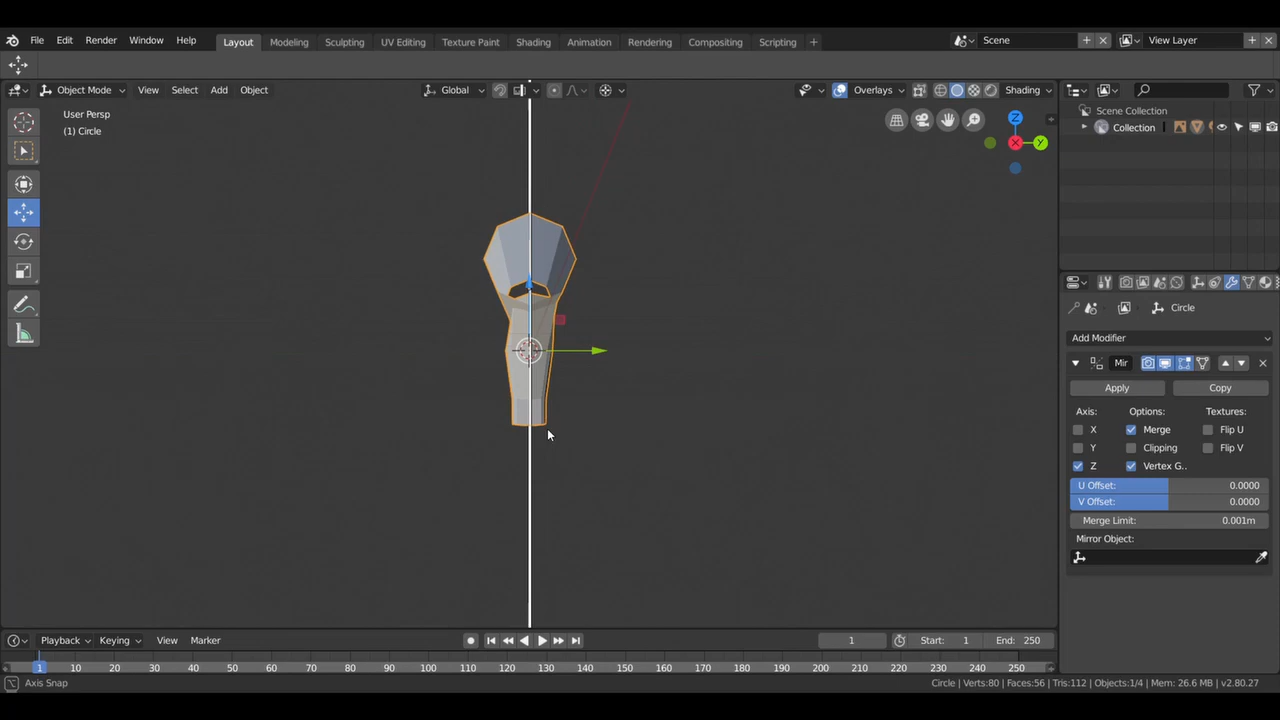 File Edit Render Window Help Layout Modeling Sculpting UV Editing Texture Paint Shading Animation Rendering Compositing Scripting + Scene View Layer
Object Mode View Select Add Object Global Overlays Shading
User Persp
(1) Circle
Z
X Y
Scene Collection
Collection
Circle
Add Modifier
Mir
Apply Copy
Axis: Options: Textures:
X Merge Flip U
Y Clipping Flip V
Z Vertex G..
U Offset: 0.0000
V Offset: 0.0000
Merge Limit: 0.001m
Mirror Object:
Playback Keying View Marker 1 Start: 1 End: 250
1 10 20 30 40 50 60 70 80 90 100 110 120 130 140 150 160 170 180 190 200 210 220 230 240 250
Axis Snap Circle | Verts:80 | Faces:56 | Tris:112 | Objects:1/4 | Mem: 26.6 MB | v2.80.27